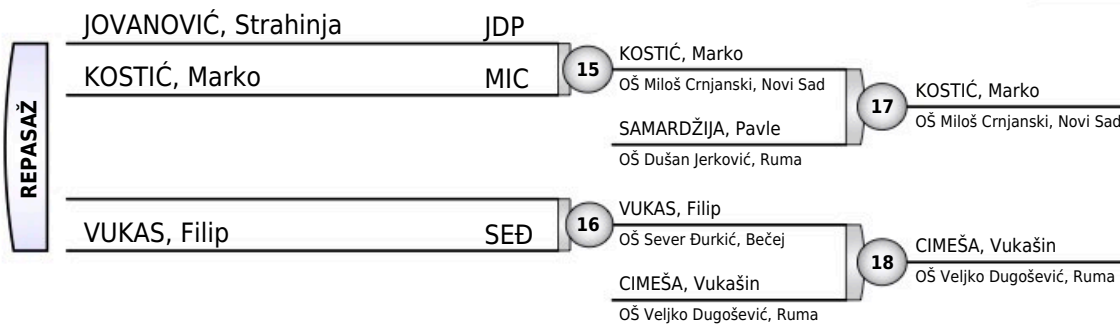 JOVANOVIĆ, Strahinja JDP
KOSTIĆ, Marko MIC
REPASAŽ
VUKAS, Filip SEĐ
15
KOSTIĆ, Marko
OŠ Miloš Crnjanski, Novi Sad
SAMARDŽIJA, Pavle
OŠ Dušan Jerković, Ruma
16
VUKAS, Filip
OŠ Sever Đurkić, Bečej
CIMEŠA, Vukašin
OŠ Veljko Dugošević, Ruma
17
KOSTIĆ, Marko
OŠ Miloš Crnjanski, Novi Sad
18
CIMEŠA, Vukašin
OŠ Veljko Dugošević, Ruma